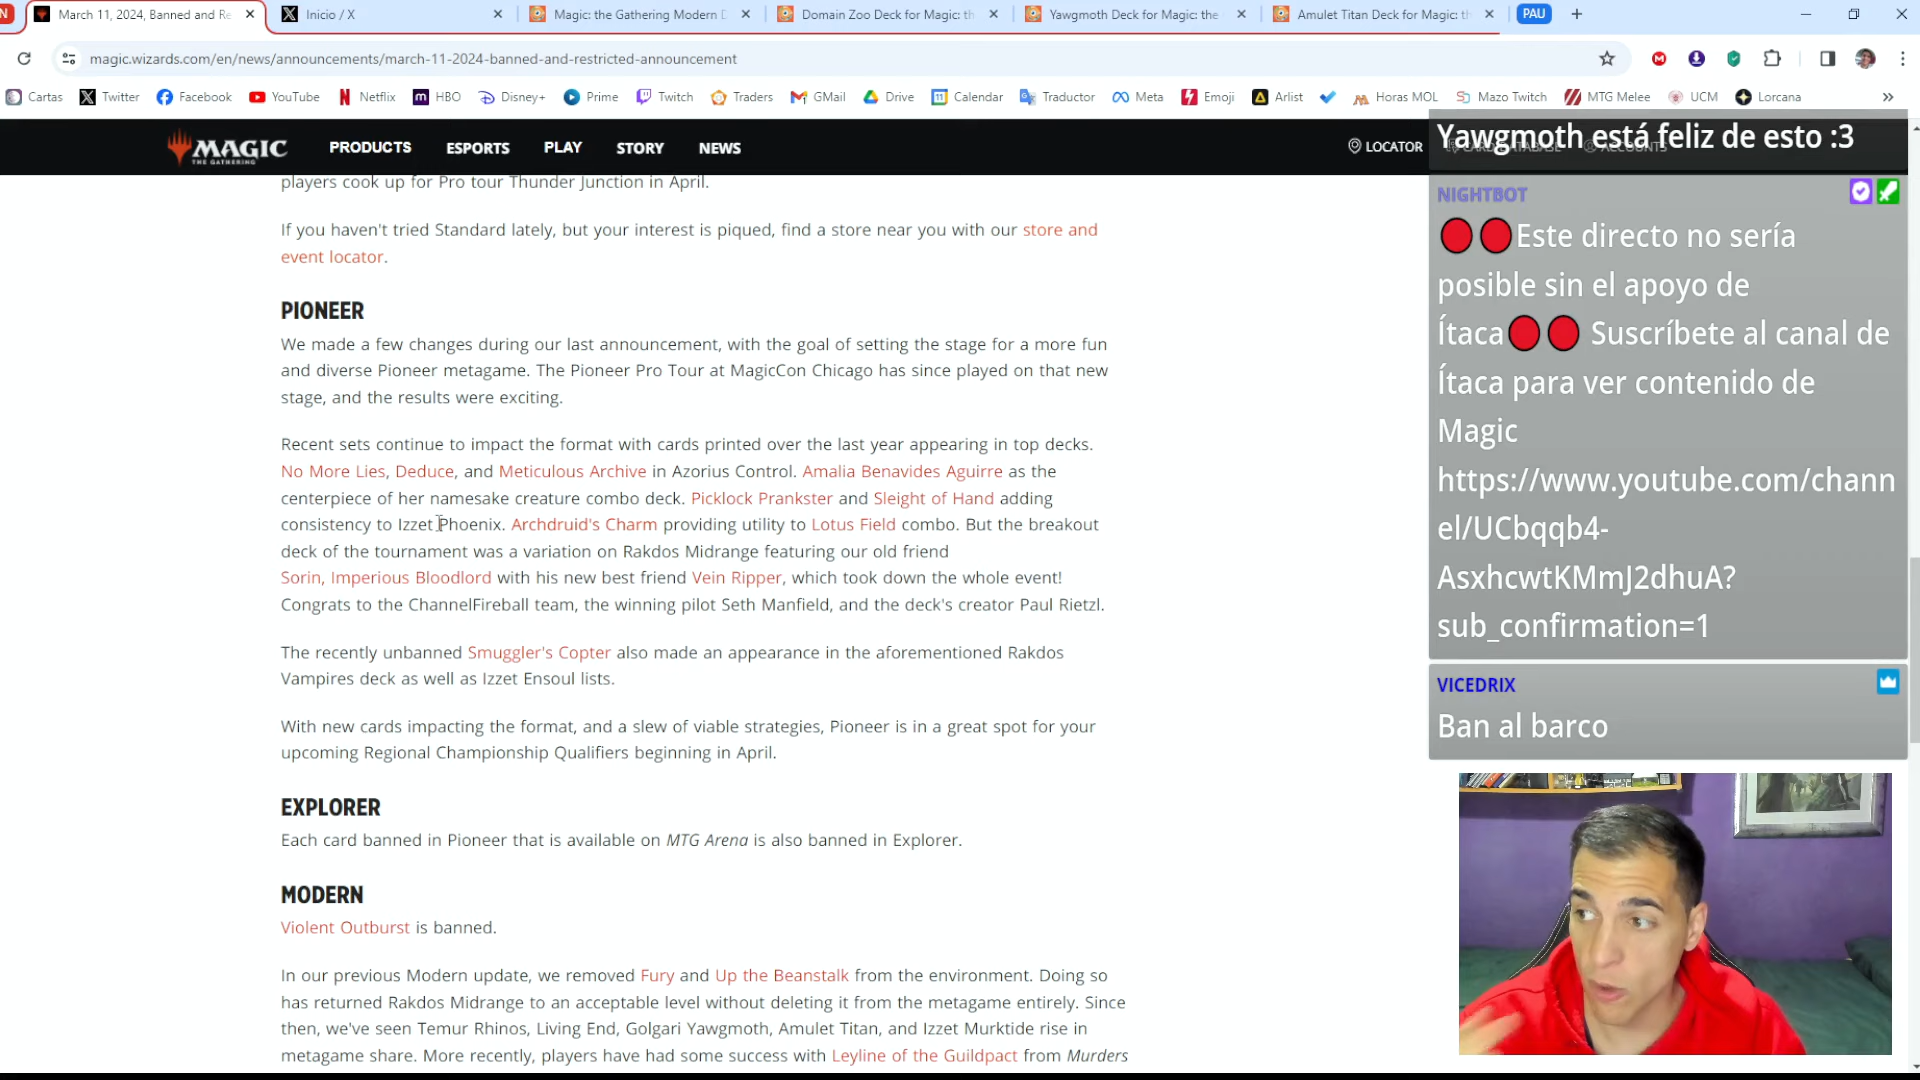 N
March 11, 2024, Banned and Re
Inicio / X
Magic: the Gathering Modern D
Domain Zoo Deck for Magic: th
Yawgmoth Deck for Magic: the
Amulet Titan Deck for Magic: th
PAU
magic.wizards.com/en/news/announcements/march-11-2024-banned-and-restricted-announcement
Cartas Twitter Facebook YouTube Netflix HBO Disney+ Prime Twitch Traders GMail Drive Calendar Traductor Meta Emoji Arlist Horas MOL Mazo Twitch MTG Melee UCM Lorcana
MAGIC
THE GATHERING
PRODUCTS ESPORTS PLAY STORY NEWS
LOCATOR
players cook up for Pro tour Thunder Junction in April.
If you haven't tried Standard lately, but your interest is piqued, find a store near you with our store and
event locator.
PIONEER
We made a few changes during our last announcement, with the goal of setting the stage for a more fun
and diverse Pioneer metagame. The Pioneer Pro Tour at MagicCon Chicago has since played on that new
stage, and the results were exciting.
Recent sets continue to impact the format with cards printed over the last year appearing in top decks.
No More Lies, Deduce, and Meticulous Archive in Azorius Control. Amalia Benavides Aguirre as the
centerpiece of her namesake creature combo deck. Picklock Prankster and Sleight of Hand adding
consistency to Izzet Phoenix. Archdruid's Charm providing utility to Lotus Field combo. But the breakout
deck of the tournament was a variation on Rakdos Midrange featuring our old friend
Sorin, Imperious Bloodlord with his new best friend Vein Ripper, which took down the whole event!
Congrats to the ChannelFireball team, the winning pilot Seth Manfield, and the deck's creator Paul Rietzl.
The recently unbanned Smuggler's Copter also made an appearance in the aforementioned Rakdos
Vampires deck as well as Izzet Ensoul lists.
With new cards impacting the format, and a slew of viable strategies, Pioneer is in a great spot for your
upcoming Regional Championship Qualifiers beginning in April.
EXPLORER
Each card banned in Pioneer that is available on MTG Arena is also banned in Explorer.
MODERN
Violent Outburst is banned.
In our previous Modern update, we removed Fury and Up the Beanstalk from the environment. Doing so
has returned Rakdos Midrange to an acceptable level without deleting it from the metagame entirely. Since
then, we've seen Temur Rhinos, Living End, Golgari Yawgmoth, Amulet Titan, and Izzet Murktide rise in
metagame share. More recently, players have had some success with Leyline of the Guildpact from Murders
Yawgmoth está feliz de esto :3
NIGHTBOT
Este directo no sería
posible sin el apoyo de
Ítaca Suscríbete al canal de
Ítaca para ver contenido de
Magic
https://www.youtube.com/chann
el/UCbqqb4-
AsxhcwtKMmJ2dhuA?
sub_confirmation=1
VICEDRIX
Ban al barco